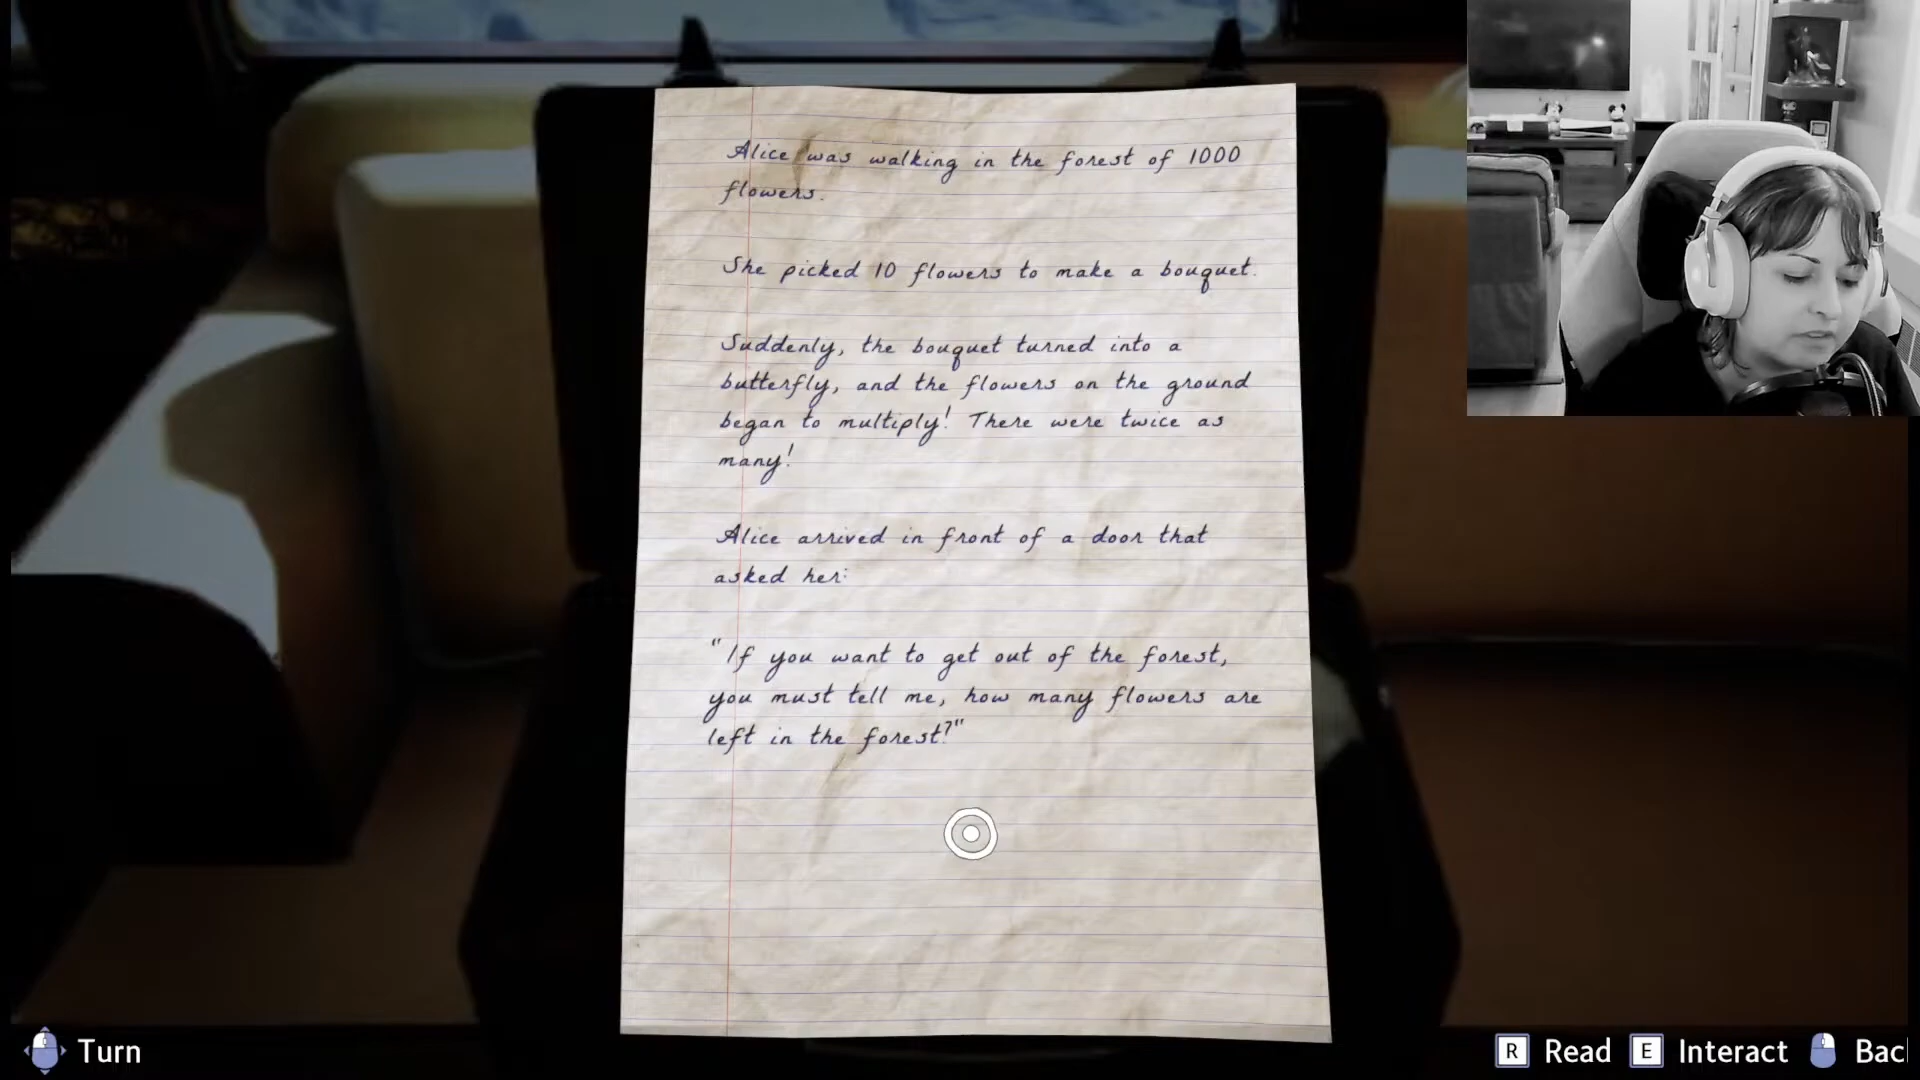 Alice was walking in the forest of 1000
flowers.
She picked 10 flowers to make a bouquet.
Suddenly, the bouquet turned into a
butterfly, and the flowers on the ground
began to multiply! There were twice as
many!
Alice arrived in front of a door that
asked her:
"If you want to get out of the forest,
you must tell me, how many flowers are
left in the forest?"
Turn
R Read E Interact Bac